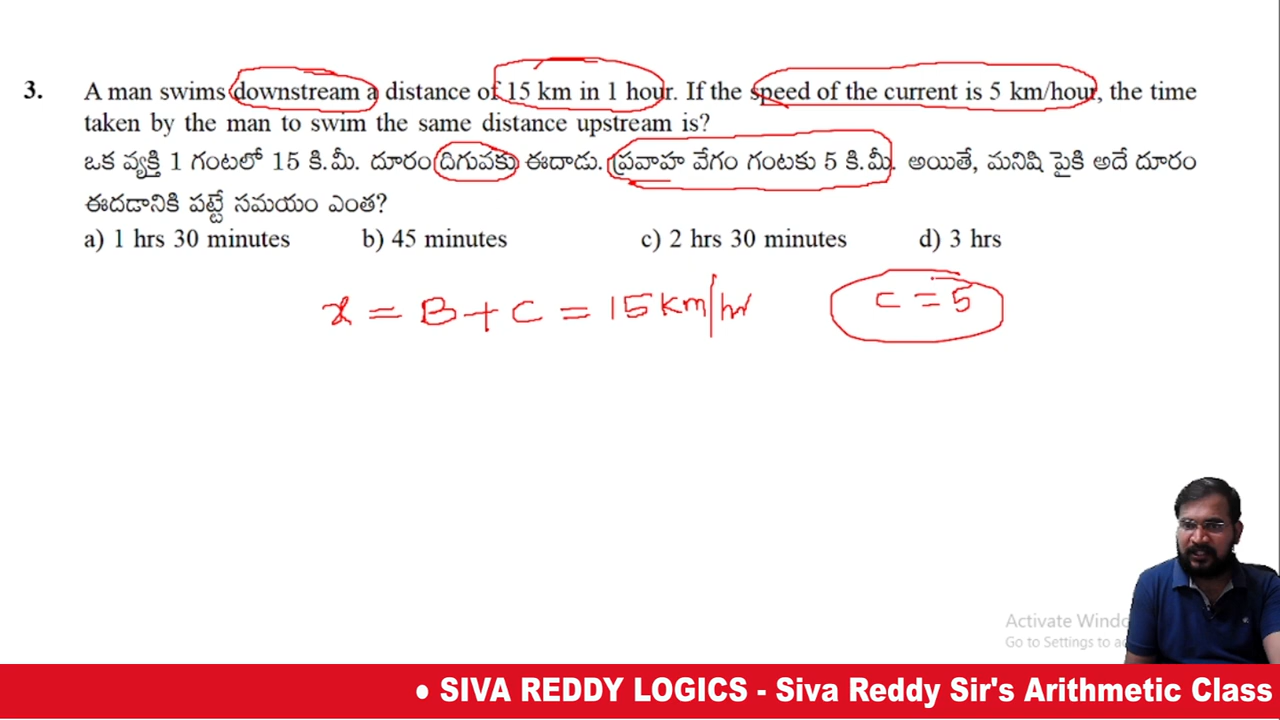 3. A man swims downstream a distance of 15 km in 1 hour. If the speed of the current is 5 km/hour, the time
taken by the man to swim the same distance upstream is?
ఒక వ్యక్తి 1 గంటలో 15 కి.మీ. దూరం దిగువకు ఈదాడు. ప్రవాహ వేగం గంటకు 5 కి.మీ. అయితే, మనిషి పైకి అదే దూరం
ఈదడానికి పట్టే సమయం ఎంత?
a) 1 hrs 30 minutes b) 45 minutes c) 2 hrs 30 minutes d) 3 hrs
x = B + C = 15 km/hr C = 5
Activate Windo
Go to Settings to a
• SIVA REDDY LOGICS - Siva Reddy Sir's Arithmetic Class